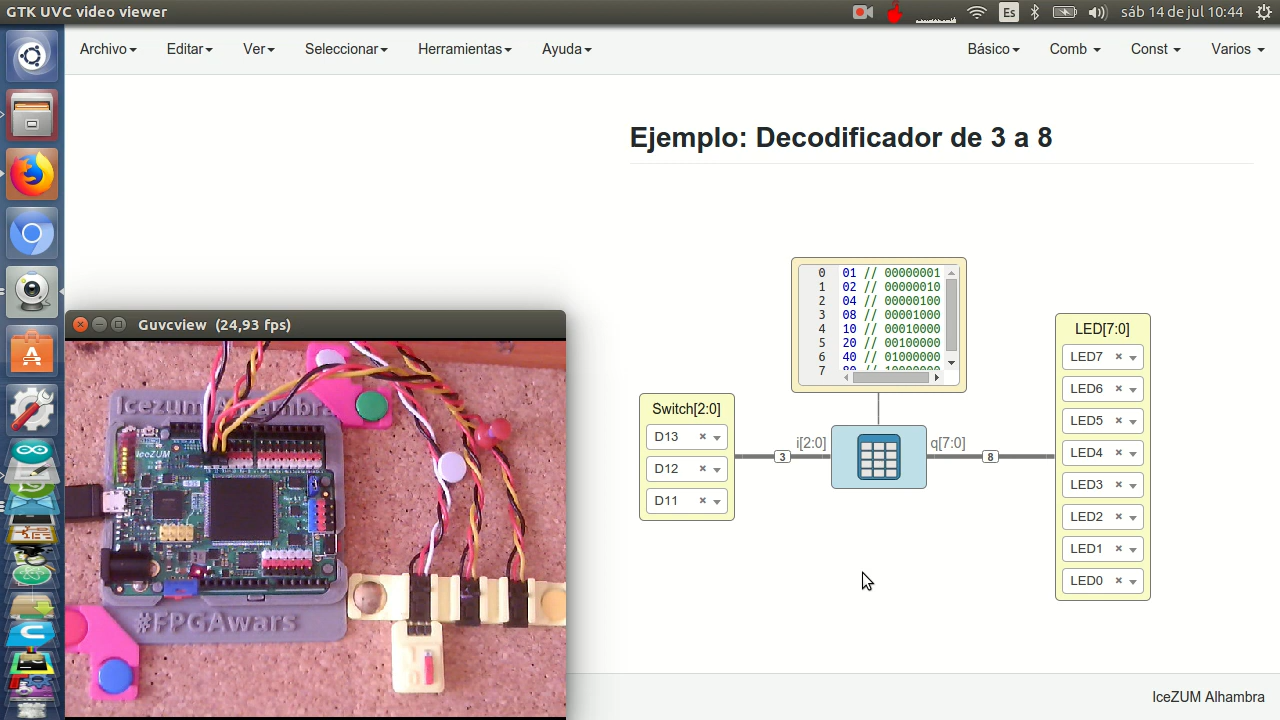 GTK UVC video viewer
Es
sáb 14 de jul 10:44
Archivo
Editar
Ver
Seleccionar
Herramientas
Ayuda
Básico
Comb
Const
Varios
Ejemplo: Decodificador de 3 a 8
0 01 // 00000001
1 02 // 00000010
2 04 // 00000100
3 08 // 00001000
4 10 // 00010000
5 20 // 00100000
6 40 // 01000000
7 80 // 10000000
Switch[2:0]
D13
D12
D11
3
i[2:0]
q[7:0]
8
LED[7:0]
LED7
LED6
LED5
LED4
LED3
LED2
LED1
LED0
Guvcview (24,93 fps)
Icezum Alhambra
IceZUM
#FPGAwars
IceZUM Alhambra